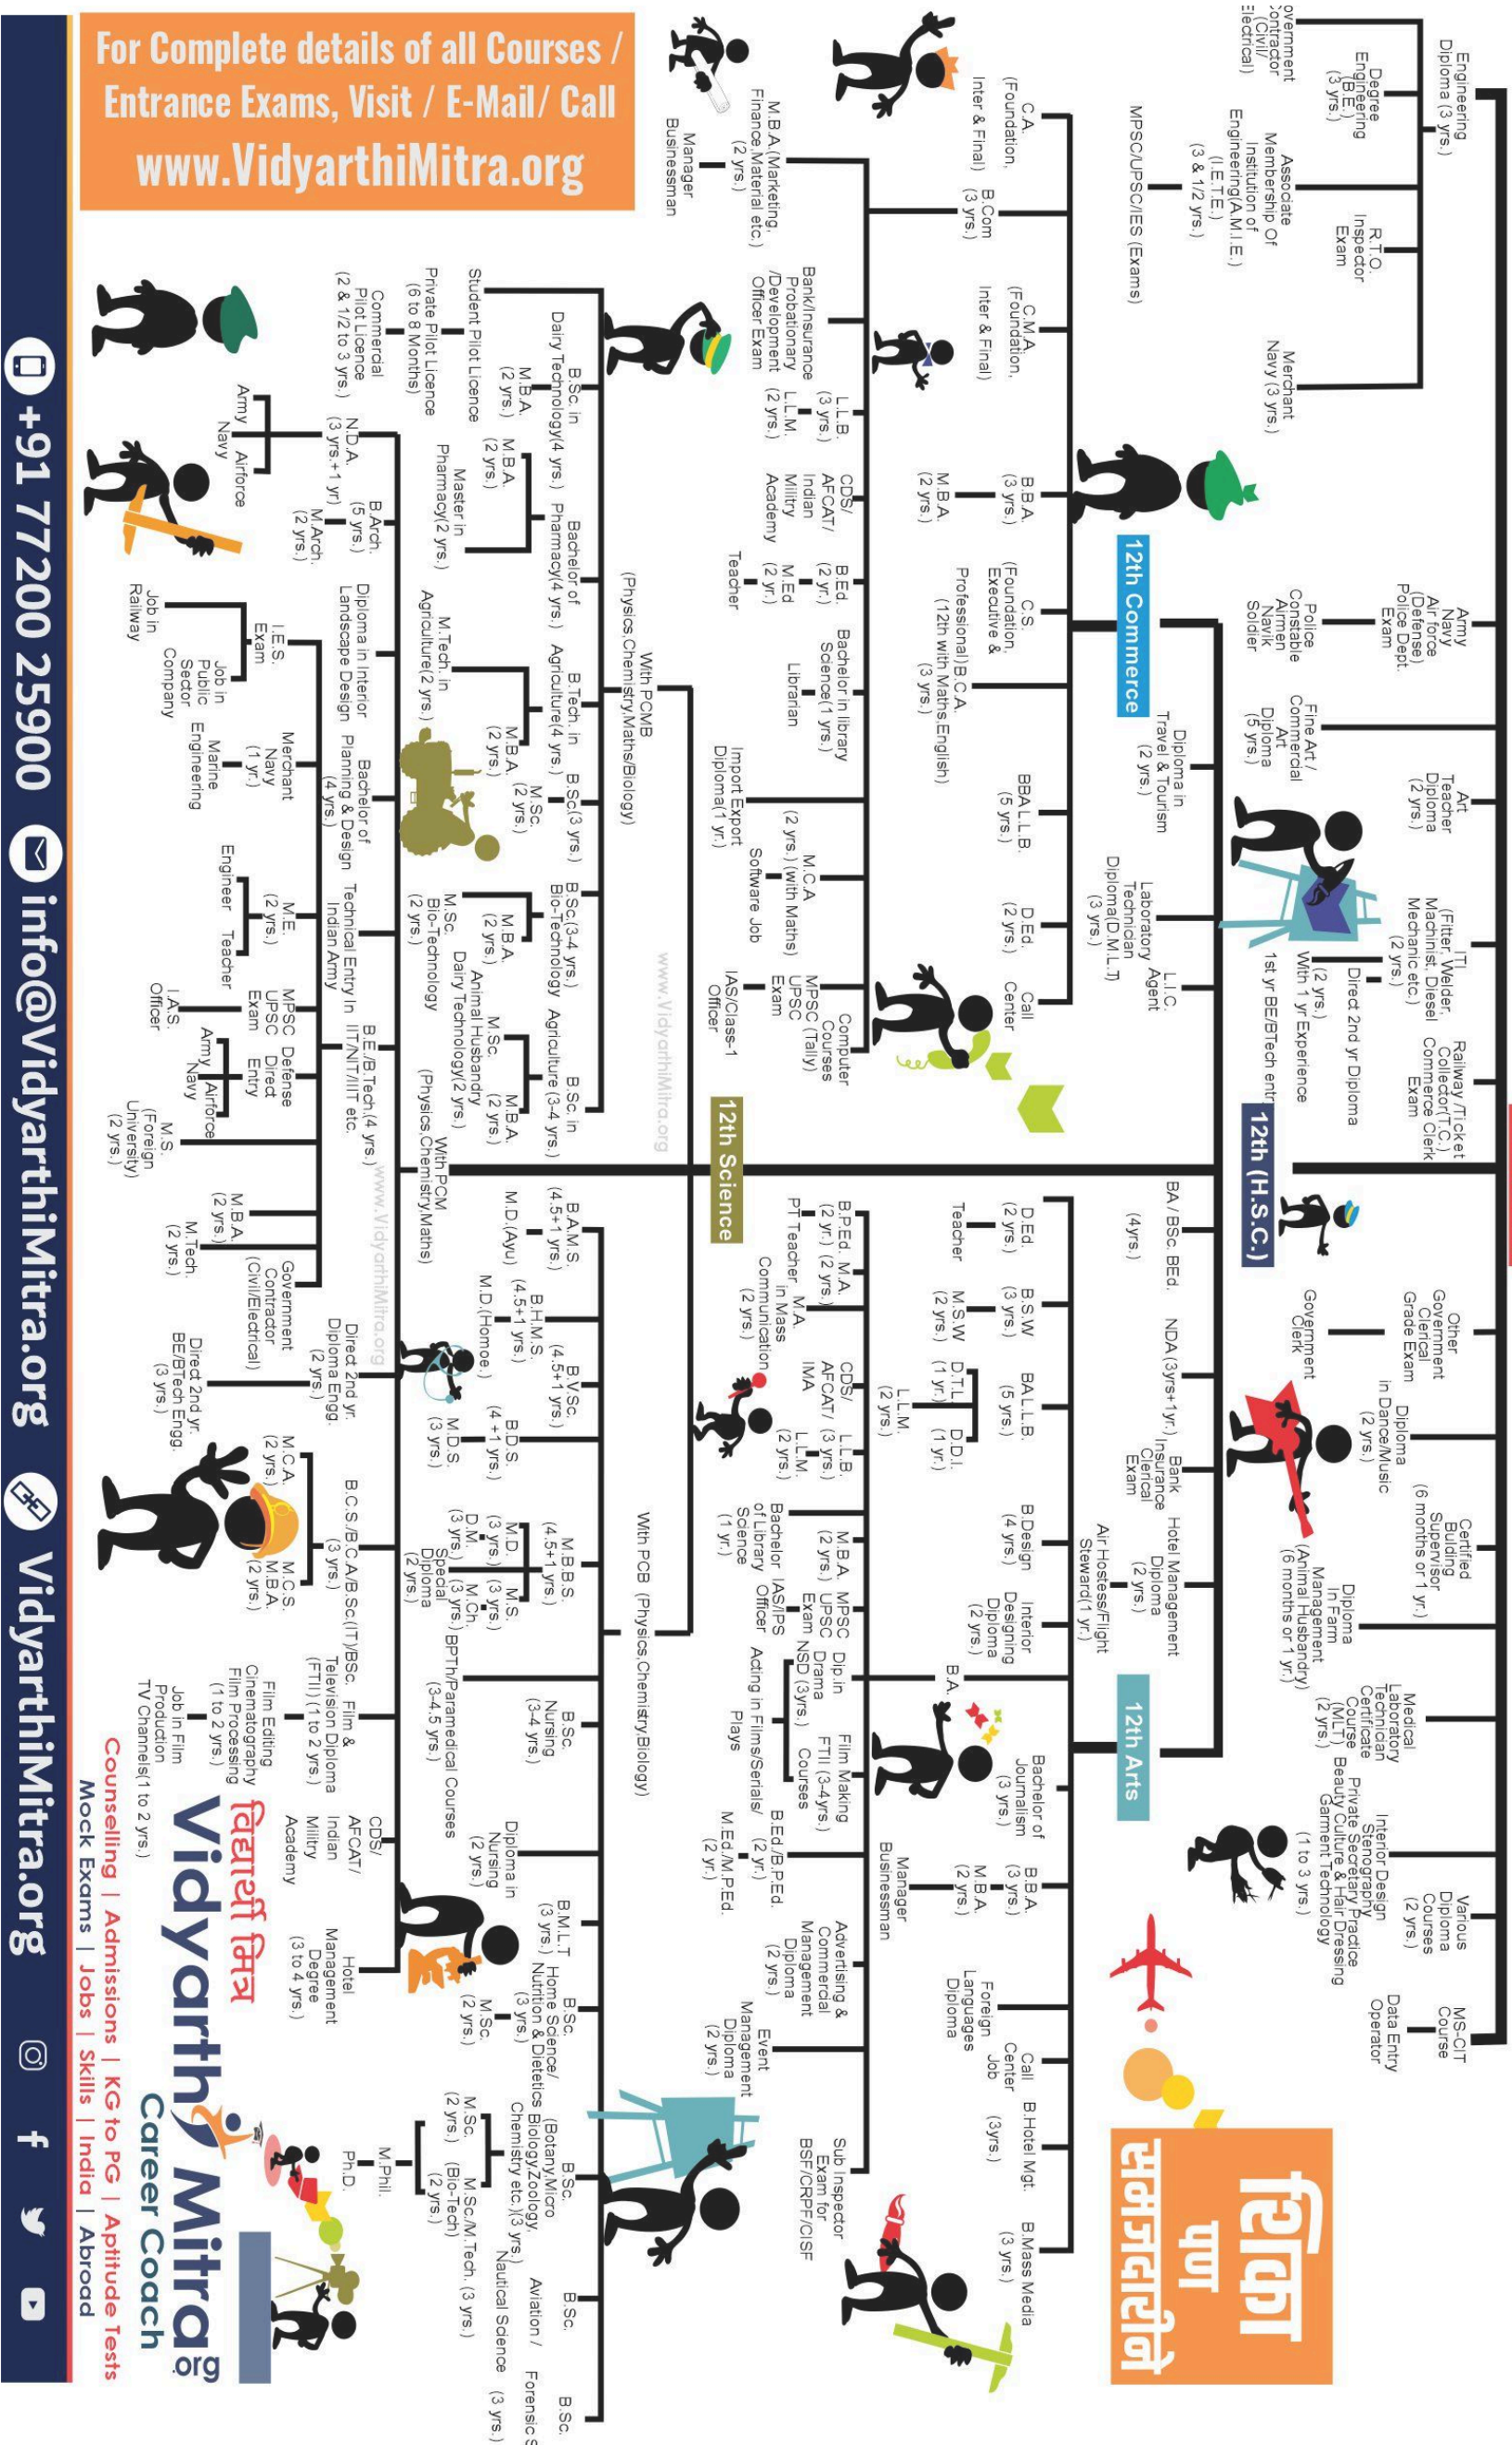 Engineering
Diploma (3 yrs.)
overnment
ontractor
(Civil/
Electrical)
Degree
Engineering
(B.E.)
(3 yrs.)
Associate
Membership Of
Institution of
Engineering(A.M.I.E.)
(I.E.T.E.)
(3 & 1/2 yrs.)
MPSC/UPSC/IES (Exams)
R.T.O.
Inspector
Exam
Merchant
Navy (3 yrs.)
Army
Navy
Air force
(Defense)
Police Dept.
Exam
Police
Constable
Airmen
Navik
Soldier
Fine Art /
Commercial
Art
Diploma
(5 yrs.)
Art
Teacher
Diploma
(2 yrs.)
ITI
(Fitter, Welder,
Machinist, Diesel
Mechanic etc.)
(2 yrs.)
Direct 2nd yr Diploma
(2 yrs.)
With 1 yr Experience
1st yr BE/BTech entr
Railway /Ticket
Collector(T.C.)
Commerce Clerk
Exam
12th (H.S.C.)
Other
Government
Clerical
Grade Exam
Government
Clerk
Diploma
in Dance/Music
(2 yrs.)
Certified
Bulding
Supervisor
(6 months or 1 yr.)
Diploma
In Farm
Management
(Animal Husbandry)
(6 months or 1 yr.)
Medical
Laboratory
Technician
Certificate
Course
(MLT)
(2 yrs.)
Interior Design
Stenography
Private Secretary Practice
Beauty Culture & Hair Dressing
Garment Technology
(1 to 3 yrs.)
Various
Diploma
Courses
(2 yrs.)
MS-CIT
Course
Data Entry
Operator
शिका
पण
समजदारीने
12th Commerce
Diploma in
Travel & Tourism
(2 yrs.)
Laboratory
Technician
Diploma(D.M.L.T)
(3 yrs.)
L.I.C.
Agent
BA / BSc. BEd.
(4yrs.)
NDA (3yrs+1yr.)
Bank
Insurance
Clerical
Exam
Hotel Management
Diploma
(2 yrs.)
Air Hostess/Flight
Steward(1 yr.)
12th Arts
C.A.
(Foundation,
Inter & Final)
B.Com
(3 yrs.)
C.M.A.
(Foundation,
Inter & Final)
B.B.A.
(3 yrs.)
M.B.A.
(2 yrs.)
C.S.
(Foundation,
Executive &
Professional)
B.C.A.
(12th with Maths,English)
(3 yrs.)
BBA L.L.B.
(5 yrs.)
D.Ed.
(2 yrs.)
Call
Center
M.B.A.(Marketing,
Finance,Material etc.)
(2 yrs.)
Manager
Businessman
Bank/Insurance
Probationary
/Development
Officer Exam
L.L.B.
(3 yrs.)
L.L.M.
(2 yrs.)
CDS/
AFCAT/
Indian
Militry
Academy
B.Ed.
(2 yr.)
M.Ed
(2 yr.)
Teacher
Bachelor in library
Science(1 yrs.)
Librarian
Import Export
Diploma(1 yr.)
M.C.A
(2 yrs.) (with Maths)
Software Job
MPSC
UPSC
Exam
IAS/Class-1
Officer
Computer
Courses
(Tally)
D.Ed.
(2 yrs.)
Teacher
B.S.W
(3 yrs.)
M.S.W
(2 yrs.)
BA L.L.B.
(5 yrs.)
D.T.L
(1 yr.)
D.D.I.
(1 yr.)
L.L.M.
(2 yrs.)
B.Design
(4 yrs.)
Interior
Designing
Diploma
(2 yrs.)
B.A.
Bachelor of
Journalism
(3 yrs.)
B.B.A.
(3 yrs.)
M.B.A.
(2 yrs.)
Manager
Businessman
Foreign
Languages
Diploma
Call
Center
Job
B.Hotel Mgt.
(3yrs.)
B.Mass Media
(3 yrs.)
B.P.Ed.
(2 yr.)
PT Teacher
M.A.
(2 yrs.)
M.A.
in Mass
Communication
(2 yrs.)
CDS/
AFCAT/
IMA
L.L.B.
(3 yrs.)
L.L.M.
(2 yrs.)
Bachelor
of Library
Science
(1 yr.)
M.B.A.
(2 yrs.)
MPSC
UPSC
Exam
IAS/IPS
Officer
Dip.in
Drama
NSD (3yrs.)
Film Making
FTII (3-4yrs.)
Courses
Acting in Films/Serials/
Plays
B.Ed./B.P.Ed.
(2 yr.)
M.Ed./M.P.Ed.
(2 yr.)
Advertising &
Commercial
Management
Diploma
(2 yrs.)
Event
Management
Diploma
(2 yrs.)
Sub Inspector
Exam for
BSF/CRPF/CISF
12th Science
www.VidyarthiMitra.org
With PCMB
(Physics,Chemistry,Maths/Biology)
With PCB (Physics,Chemistry,Biology)
Student Pilot Licence
Private Pilot Licence
(6 to 8 Months)
Commercial
Pilot Licence
(2 & 1/2 to 3 yrs.)
B.Sc. in
Dairy Technology(4 yrs.)
M.B.A.
(2 yrs.)
Bachelor of
Pharmacy(4 yrs.)
M.B.A.
(2 yrs.)
Master in
Pharmacy(2 yrs.)
B.Tech. in
Agriculture(4 yrs.)
M.Tech. in
Agriculture(2 yrs.)
M.B.A.
(2 yrs.)
B.Sc(3 yrs.)
M.Sc.
(2 yrs.)
B.Sc.(3-4 yrs.)
Bio-Technology
M.Sc.
Bio-Technology
(2 yrs.)
M.B.A.
(2 yrs.)
B.Sc. in
Agriculture (3-4 yrs.)
M.Sc.
Animal Husbandry
Dairy Technology(2 yrs.)
M.B.A.
(2 yrs.)
B.A.M.S.
(4.5+1 yrs.)
M.D.(Ayu)
B.H.M.S.
(4.5+1 yrs.)
M.D.(Homoe.)
B.VSc.
(4.5+1 yrs.)
B.D.S.
(4 +1 yrs.)
M.D.S.
(3 yrs.)
M.B.B.S.
(4.5+1 yrs.)
M.D.
(3 yrs.)
M.S.
(3 yrs.)
D.M.
(3 yrs.)
M.Ch.
(3 yrs.)
Special
Diploma
(2 yrs.)
BPTh/Paramedical Courses
(3-4.5 yrs.)
B.Sc.
Nursing
(3-4 yrs.)
Diploma in
Nursing
(2 yrs.)
B.M.L.T
(3 yrs.)
B.Sc.
Home Science/
Nutrition & Dietetics
(3 yrs.)
M.Sc.
(2 yrs.)
B.Sc.
(Botany,Micro
Biology,Zoology,
Chemistry etc.)(3 yrs.)
M.Sc.
(2 yrs.)
M.Sc./M.Tech. (3 yrs.)
(Bio-Tech)
(2 yrs.)
M.Phil.
Ph.D.
B.Sc.
Aviation /
Nautical Science
B.Sc.
Forensic S
(3 yrs.)
With PCM
(Physics,Chemistry,Maths)
www.VidyarthiMitra.org
N.D.A.
(3 yrs.+1 yr)
Army
Airforce
Navy
B.Arch.
(5 yrs.)
M.Arch.
(2 yrs.)
Diploma in Interior
Landscape Design
Bachelor of
Planning & Design
(4 yrs.)
Technical Entry In
Indian Army
B.E./B.Tech.(4 yrs.)
IIT/NIT/IIIT etc.
Direct 2nd yr.
Diploma Engg.
(2 yrs.)
Direct 2nd yr.
BE/BTech Engg.
(3 yrs.)
B.C.S./B.C.A/B.Sc.(IT)/BSc.
(3 yrs.)
M.C.A.
(2 yrs.)
M.C.S.
M.B.A.
(2 yrs.)
Film &
Television Diploma
(FTII) (1 to 2 yrs.)
Film Editing
Cinematography
Film Processing
(1 to 2 yrs.)
Job in Film
Production
TV Channels(1 to 2 yrs.)
CDS/
AFCAT/
Indian
Militry
Academy
Hotel
Management
Degree
(3 to 4 yrs.)
I.E.S.
Exam
Job in
Railway
Job in
Public
Sector
Company
Merchant
Navy
(1 yr.)
Marine
Engineering
M.E.
(2 yrs.)
Engineer
Teacher
MPSC
UPSC
Exam
I.A.S.
Officer
Defense
Direct
Entry
Army
Airforce
Navy
M.S.
(Foreign
University)
(2 yrs.)
M.B.A.
(2 yrs.)
M.Tech.
(2 yrs.)
Government
Contractor
(Civil/Electrical)
For Complete details of all Courses /
Entrance Exams, Visit / E-Mail/ Call
www.VidyarthiMitra.org
विद्यार्थी मित्र
Vidyarthi Mitra.org
Career Coach
Counselling | Admissions | KG to PG | Aptitude Tests
Mock Exams | Jobs | Skills | India | Abroad
+91 77200 25900 info@VidyarthiMitra.org VidyarthiMitra.org